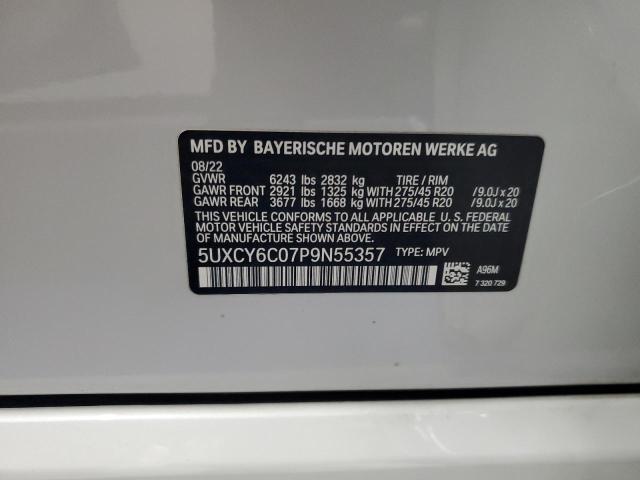 MFD BY BAYERISCHE MOTOREN WERKE AG
08/22
GVWR 6243 lbs 2832 kg TIRE / RIM
GAWR FRONT 2921 lbs 1325 kg WITH 275/45 R20 /9.0J x 20
GAWR REAR 3677 lbs 1668 kg WITH 275/45 R20 /9.0J x 20
THIS VEHICLE CONFORMS TO ALL APPLICABLE U. S. FEDERAL
MOTOR VEHICLE SAFETY STANDARDS IN EFFECT ON THE
DATE OF MANUFACTURE SHOWN ABOVE.
5UXCY6C07P9N55357 TYPE: MPV
A96M
7 320 729